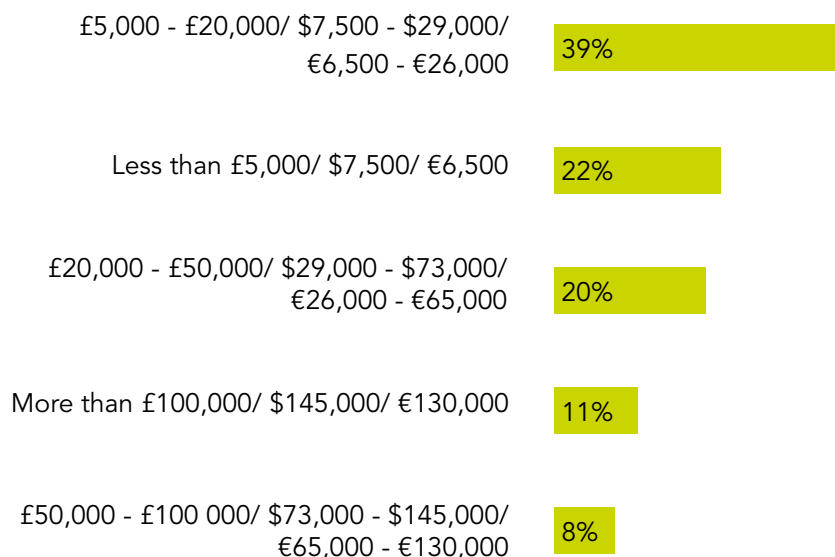 £5,000 - £20,000/ $7,500 - $29,000/
€6,500 - €26,000
39%
Less than £5,000/ $7,500/ €6,500
22%
£20,000 - £50,000/ $29,000 - $73,000/
€26,000 - €65,000
20%
More than £100,000/ $145,000/ €130,000
11%
£50,000 - £100 000/ $73,000 - $145,000/
€65,000 - €130,000
8%